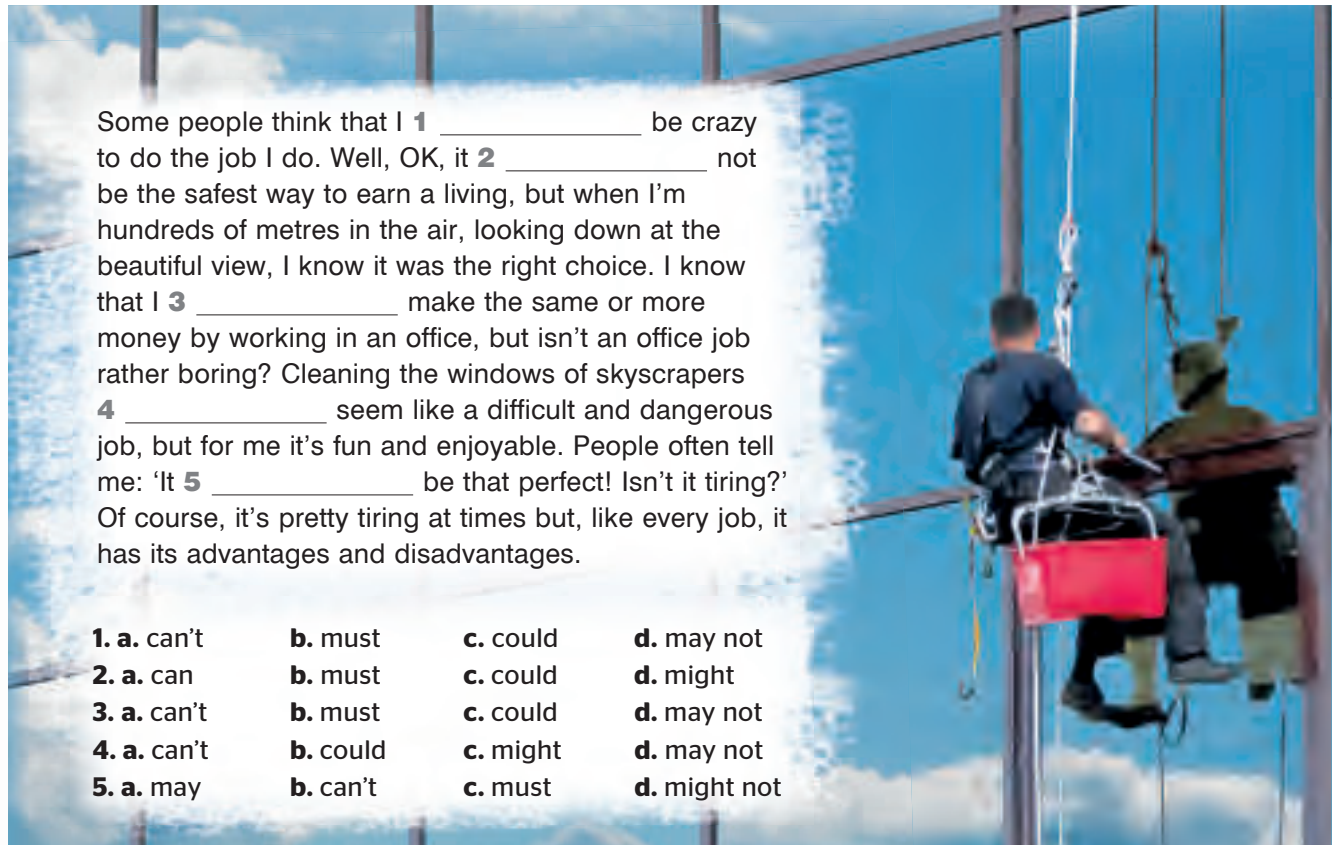 Some people think that I 1 ______________ be crazy
to do the job I do. Well, OK, it 2 ______________ not
be the safest way to earn a living, but when I’m
hundreds of metres in the air, looking down at the
beautiful view, I know it was the right choice. I know
that I 3 ______________ make the same or more
money by working in an office, but isn’t an office job
rather boring? Cleaning the windows of skyscrapers
4 ______________ seem like a difficult and dangerous
job, but for me it’s fun and enjoyable. People often tell
me: ‘It 5 ______________ be that perfect! Isn’t it tiring?’
Of course, it’s pretty tiring at times but, like every job, it
has its advantages and disadvantages.
1. a. can’t b. must c. could d. may not
2. a. can b. must c. could d. might
3. a. can’t b. must c. could d. may not
4. a. can’t b. could c. might d. may not
5. a. may b. can’t c. must d. might not